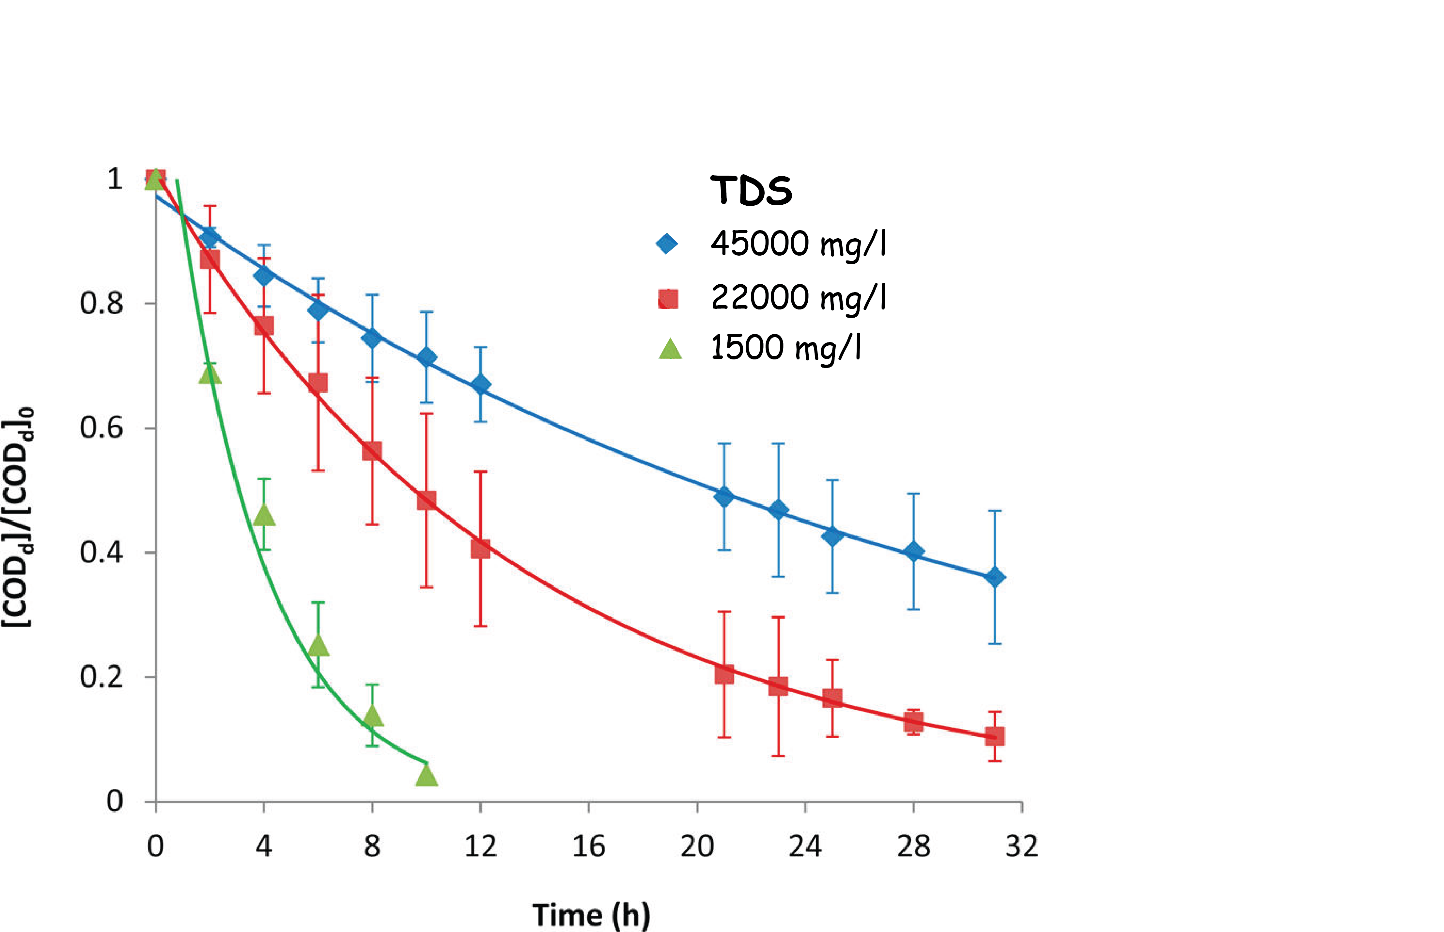 TDS
45000 mg/l
22000 mg/l
1500 mg/l
1
0.8
0.6
0.4
0.2
0
[CODd]/[CODd]0
0 4 8 12 16 20 24 28 32
Time (h)